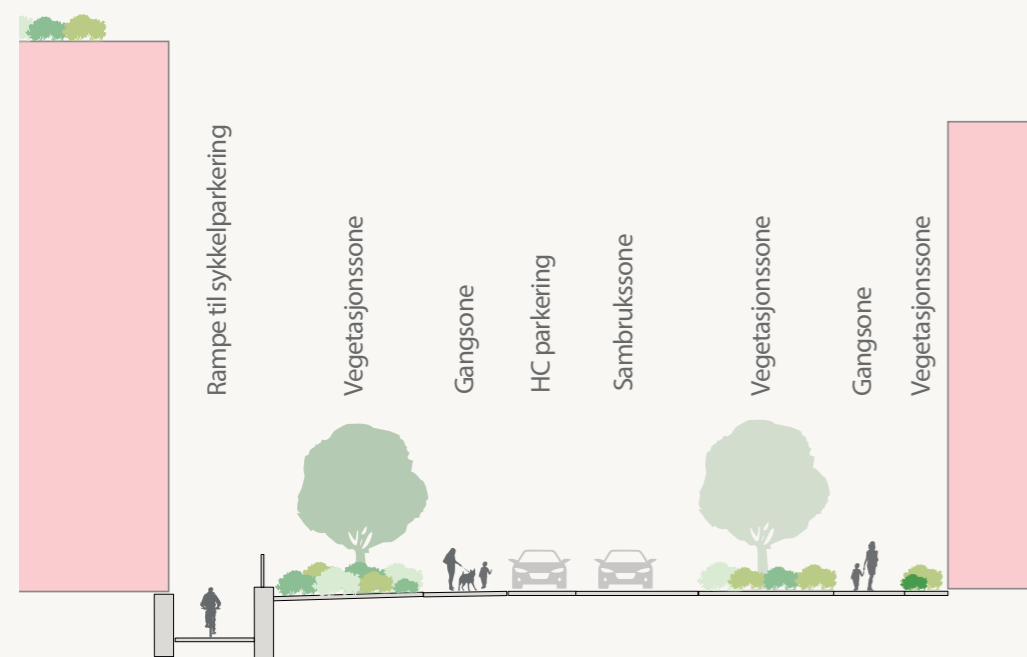 Rampe til sykkelparkering
Vegetasjonssone
Gangsone
HC parkering
Sambrukssone
Vegetasjonssone
Gangsone
Vegetasjonssone